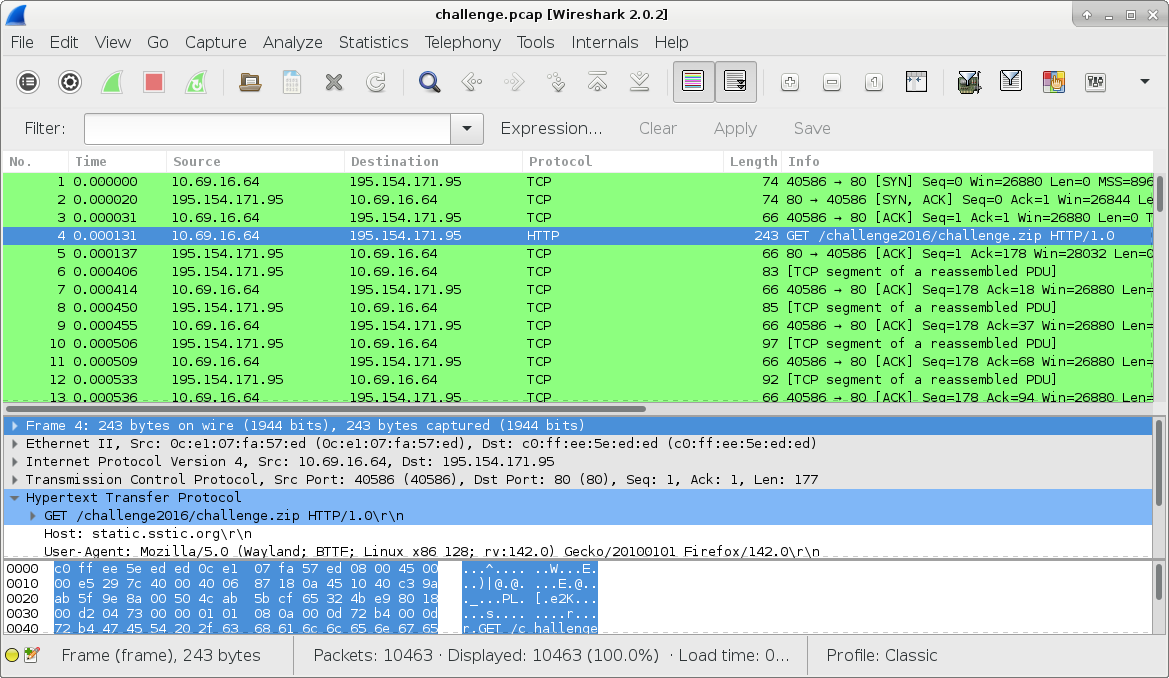 challenge.pcap [Wireshark 2.0.2]
File Edit View Go Capture Analyze Statistics Telephony Tools Internals Help
Filter: Expression... Clear Apply Save
No. Time Source Destination Protocol Length Info
1 0.000000 10.69.16.64 195.154.171.95 TCP 74 40586 → 80 [SYN] Seq=0 Win=26880 Len=0 MSS=896
2 0.000020 195.154.171.95 10.69.16.64 TCP 74 80 → 40586 [SYN, ACK] Seq=0 Ack=1 Win=26844 Le
3 0.000031 10.69.16.64 195.154.171.95 TCP 66 40586 → 80 [ACK] Seq=1 Ack=1 Win=26880 Len=0 T
4 0.000131 10.69.16.64 195.154.171.95 HTTP 243 GET /challenge2016/challenge.zip HTTP/1.0
5 0.000137 195.154.171.95 10.69.16.64 TCP 66 80 → 40586 [ACK] Seq=1 Ack=178 Win=28032 Len=0
6 0.000406 195.154.171.95 10.69.16.64 TCP 83 [TCP segment of a reassembled PDU]
7 0.000414 10.69.16.64 195.154.171.95 TCP 66 40586 → 80 [ACK] Seq=178 Ack=18 Win=26880 Len=
8 0.000450 195.154.171.95 10.69.16.64 TCP 85 [TCP segment of a reassembled PDU]
9 0.000455 10.69.16.64 195.154.171.95 TCP 66 40586 → 80 [ACK] Seq=178 Ack=37 Win=26880 Len=
10 0.000506 195.154.171.95 10.69.16.64 TCP 97 [TCP segment of a reassembled PDU]
11 0.000509 10.69.16.64 195.154.171.95 TCP 66 40586 → 80 [ACK] Seq=178 Ack=68 Win=26880 Len=
12 0.000533 195.154.171.95 10.69.16.64 TCP 92 [TCP segment of a reassembled PDU]
13 0.000536 10.69.16.64 195.154.171.95 TCP 66 40586 → 80 [ACK] Seq=178 Ack=94 Win=26880 Len=
Frame 4: 243 bytes on wire (1944 bits), 243 bytes captured (1944 bits)
Ethernet II, Src: 0c:e1:07:fa:57:ed (0c:e1:07:fa:57:ed), Dst: c0:ff:ee:5e:ed:ed (c0:ff:ee:5e:ed:ed)
Internet Protocol Version 4, Src: 10.69.16.64, Dst: 195.154.171.95
Transmission Control Protocol, Src Port: 40586 (40586), Dst Port: 80 (80), Seq: 1, Ack: 1, Len: 177
Hypertext Transfer Protocol
GET /challenge2016/challenge.zip HTTP/1.0\r\n
Host: static.sstic.org\r\n
User-Agent: Mozilla/5.0 (Wayland; BTTF; Linux x86 128; rv:142.0) Gecko/20100101 Firefox/142.0\r\n
0000 c0 ff ee 5e ed ed 0c e1 07 fa 57 ed 08 00 45 00 ...^.... ..W...E.
0010 00 e5 29 7c 40 00 40 06 87 18 0a 45 10 40 c3 9a ..)|@.@. ...E.@..
0020 ab 5f 9e 8a 00 50 4c ab 5b cf 65 32 4b e9 80 18 ._...PL. [.e2K...
0030 00 d2 04 73 00 00 01 01 08 0a 00 0d 72 b4 00 0d ...s.... ....r...
0040 72 b4 47 45 54 20 2f 63 68 61 6c 6c 65 6e 67 65 r.GET /c hallenge
Frame (frame), 243 bytes Packets: 10463 · Displayed: 10463 (100.0%) · Load time: 0... Profile: Classic